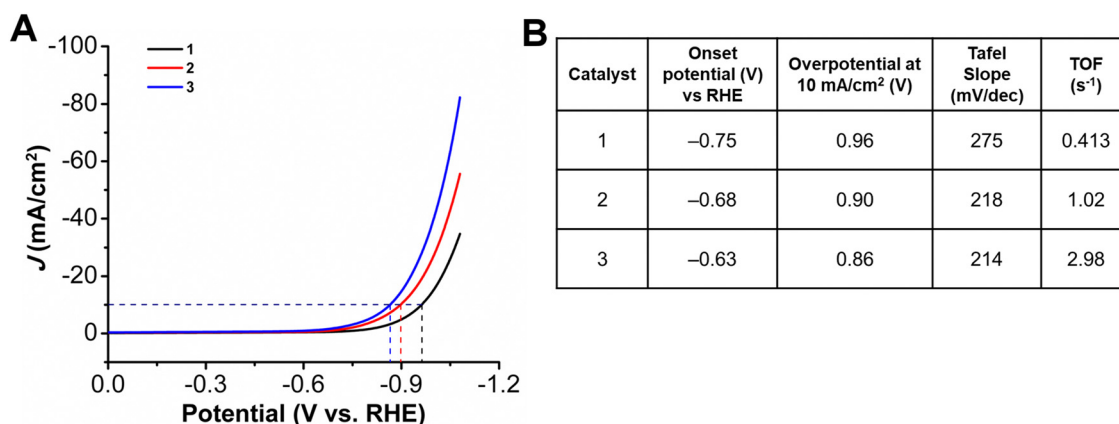 A
1
2
3
-100
-80
-60
-40
-20
0
J (mA/cm²)
0.0
-0.3
-0.6
-0.9
-1.2
Potential (V vs. RHE)
B
Catalyst
Onset
potential (V)
vs RHE
Overpotential at
10 mA/cm² (V)
Tafel
Slope
(mV/dec)
TOF
(s⁻¹)
1 –0.75 0.96 275 0.413
2 –0.68 0.90 218 1.02
3 –0.63 0.86 214 2.98